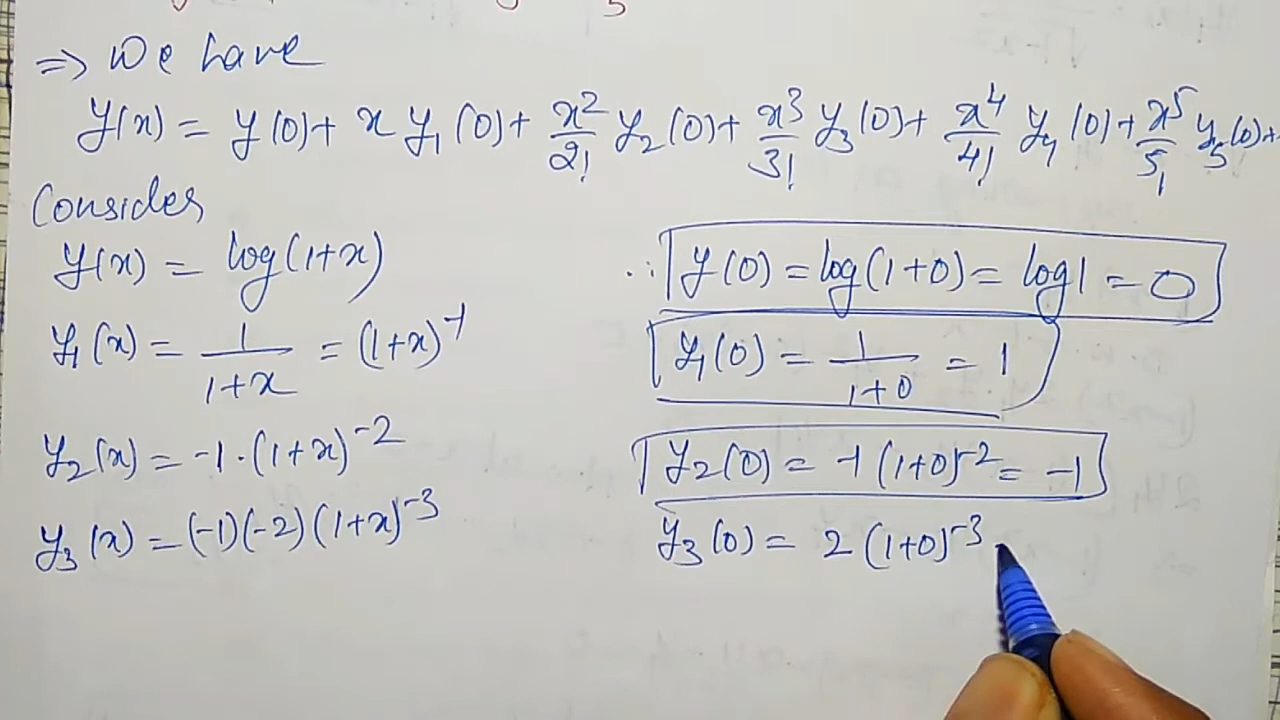 ⇒ We have
y(x) = y(0) + x y₁(0) + x²/2! y₂(0) + x³/3! y₃(0) + x⁴/4! y₄(0) + x⁵/5! y₅(0) +
Consider
y(x) = log(1+x) ∴ y(0) = log(1+0) = log1 = 0
y₁(x) = 1/(1+x) = (1+x)⁻¹ y₁(0) = 1/(1+0) = 1
y₂(x) = -1·(1+x)⁻² y₂(0) = -1(1+0)⁻² = -1
y₃(x) = (-1)(-2)(1+x)⁻³ y₃(0) = 2(1+0)⁻³